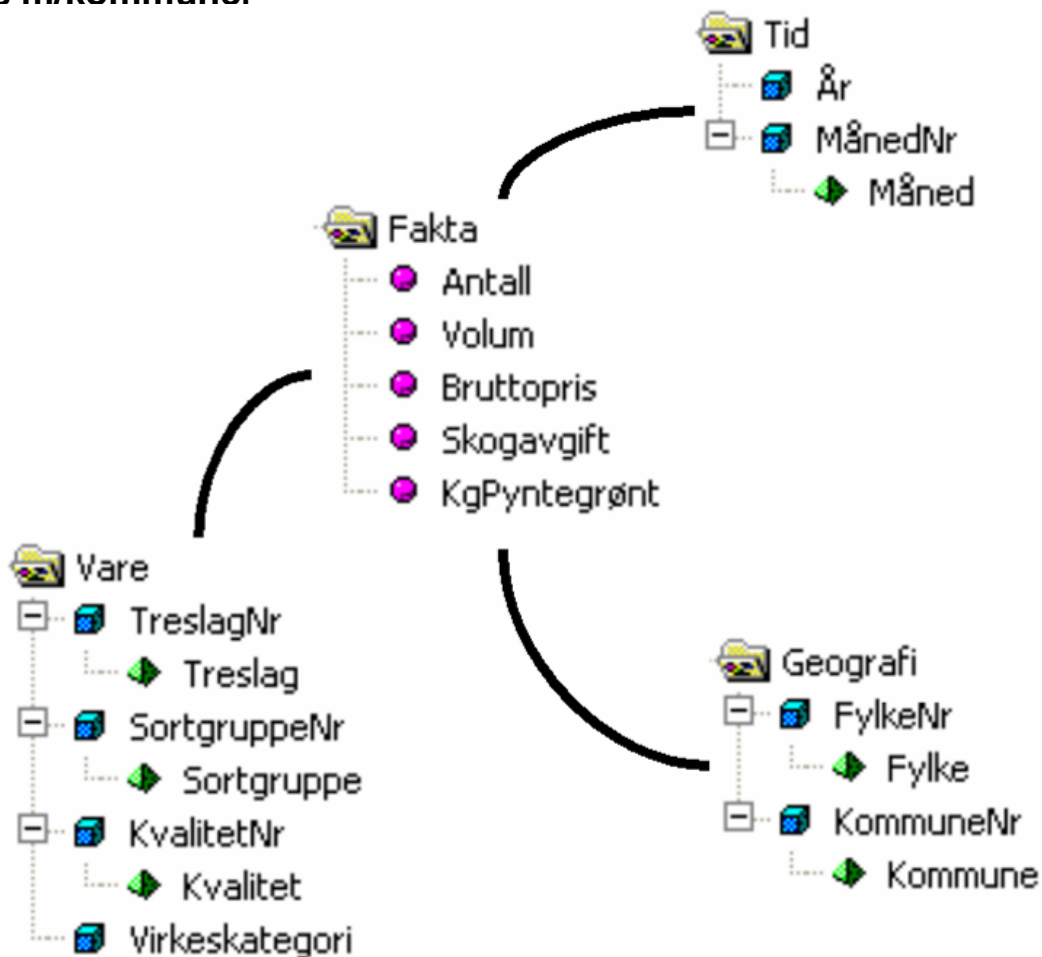 m/kommuner
Tid
År
MånedNr
Måned
Fakta
Antall
Volum
Bruttopris
Skogavgift
KgPyntegrønt
Vare
TreslagNr
Treslag
SortgruppeNr
Sortgruppe
KvalitetNr
Kvalitet
Virkeskategori
Geografi
FylkeNr
Fylke
KommuneNr
Kommune